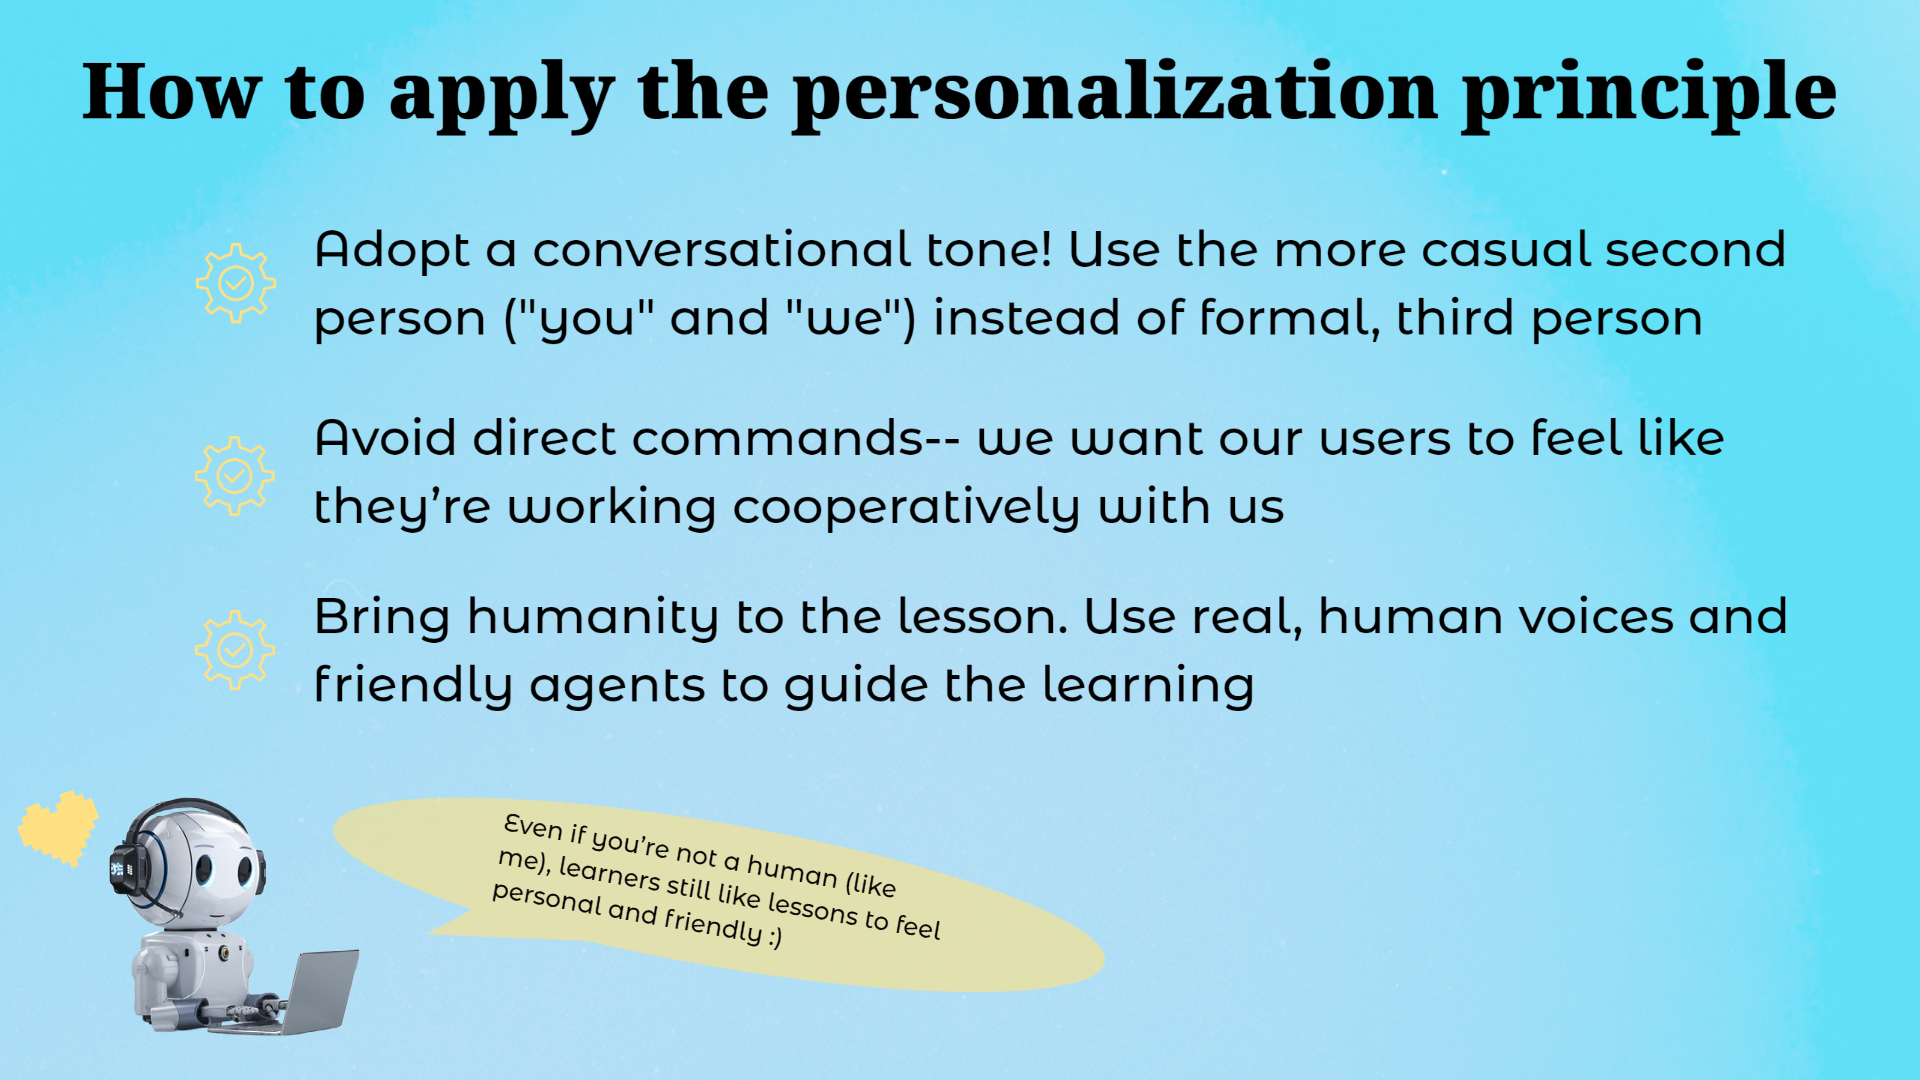 How to apply the personalization principle
Adopt a conversational tone! Use the more casual second
person ("you" and "we") instead of formal, third person
Avoid direct commands-- we want our users to feel like
they’re working cooperatively with us
Bring humanity to the lesson. Use real, human voices and
friendly agents to guide the learning
Even if you’re not a human (like
me), learners still like lessons to feel
personal and friendly :)